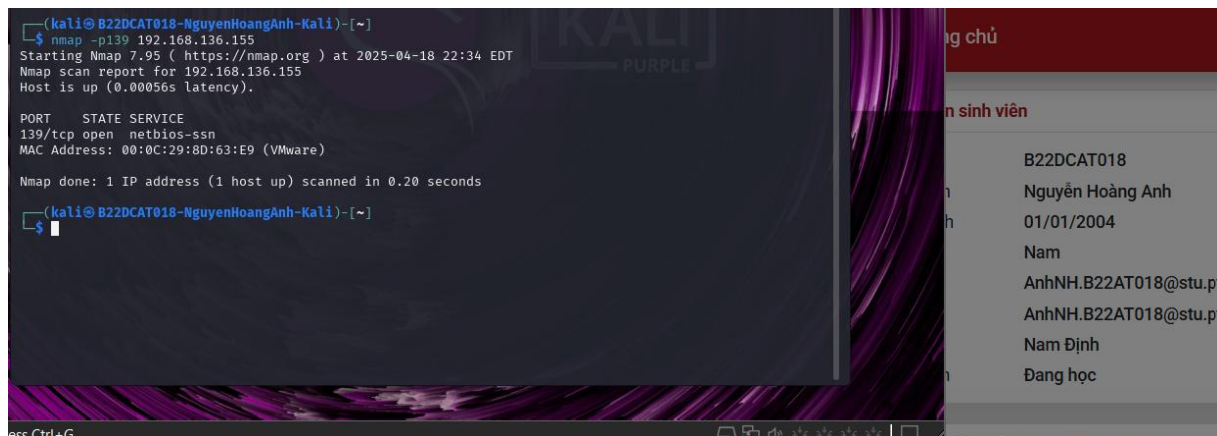 (kali㉿B22DCAT018-NguyenHoangAnh-Kali)-[~]
$ nmap -p139 192.168.136.155
Starting Nmap 7.95 ( https://nmap.org ) at 2025-04-18 22:34 EDT
Nmap scan report for 192.168.136.155
Host is up (0.00056s latency).
PORT STATE SERVICE
139/tcp open netbios-ssn
MAC Address: 00:0C:29:8D:63:E9 (VMware)
Nmap done: 1 IP address (1 host up) scanned in 0.20 seconds
(kali㉿B22DCAT018-NguyenHoangAnh-Kali)-[~]
$
KALI
PURPLE
ess Ctrl+G
ng chủ
n sinh viên
B22DCAT018
Nguyễn Hoàng Anh
h 01/01/2004
Nam
AnhNH.B22AT018@stu.p
AnhNH.B22AT018@stu.p
Nam Định
Đang học